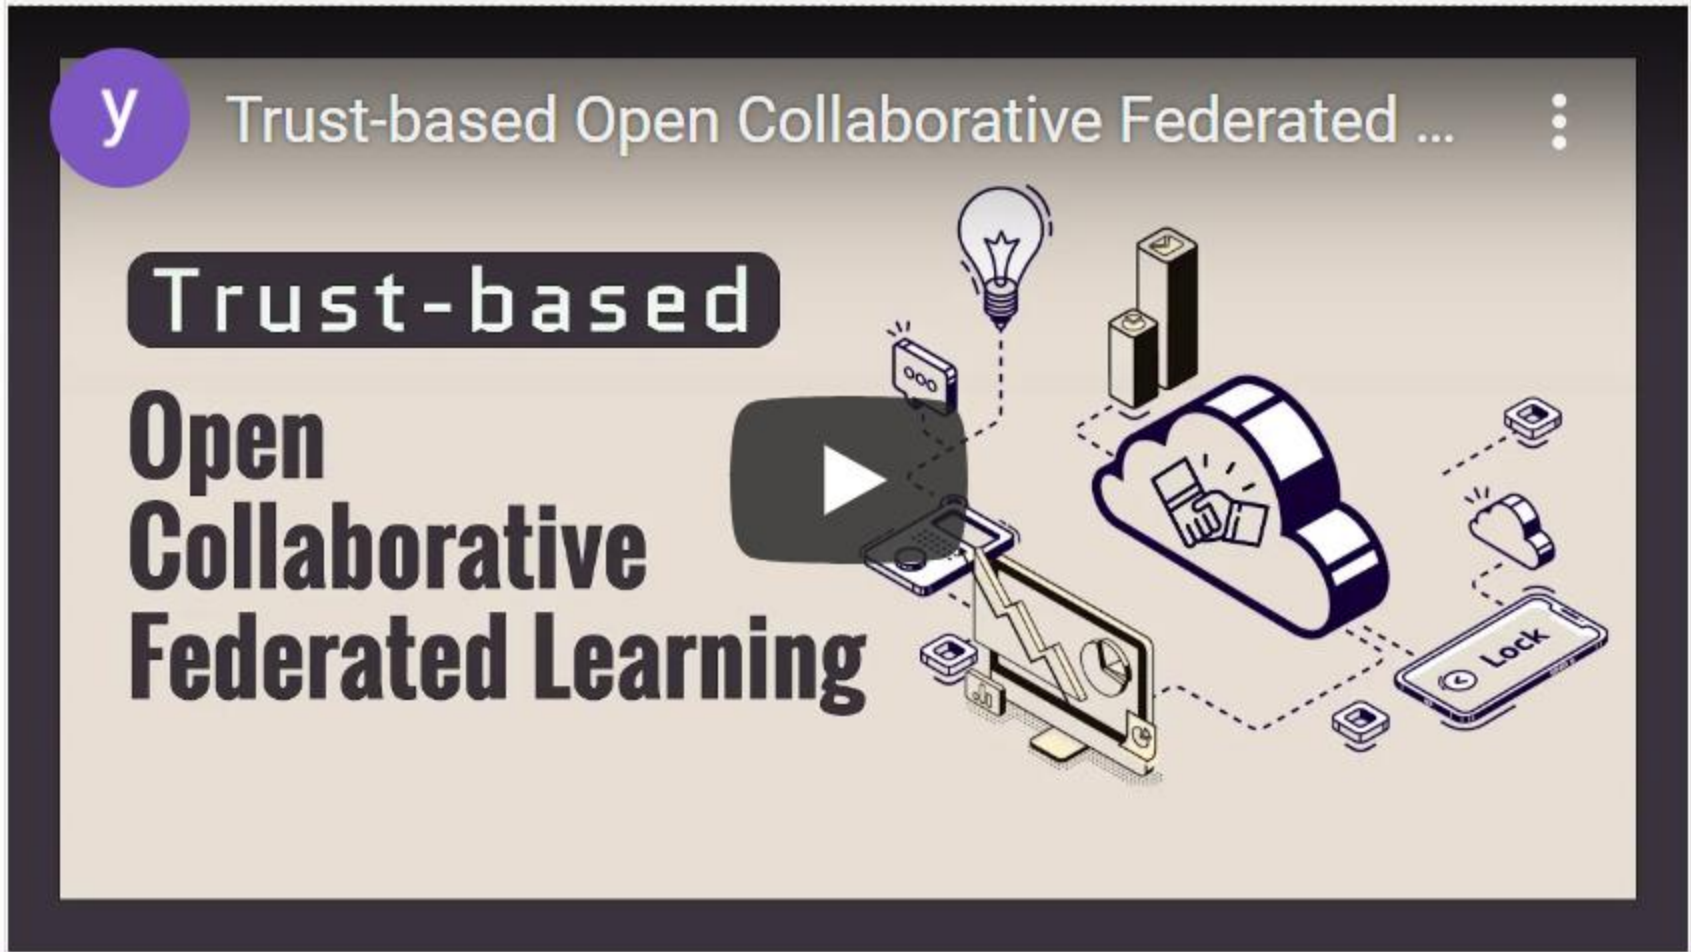 y
Trust-based Open Collaborative Federated ...
Trust-based
Open
Collaborative
Federated Learning
Lock